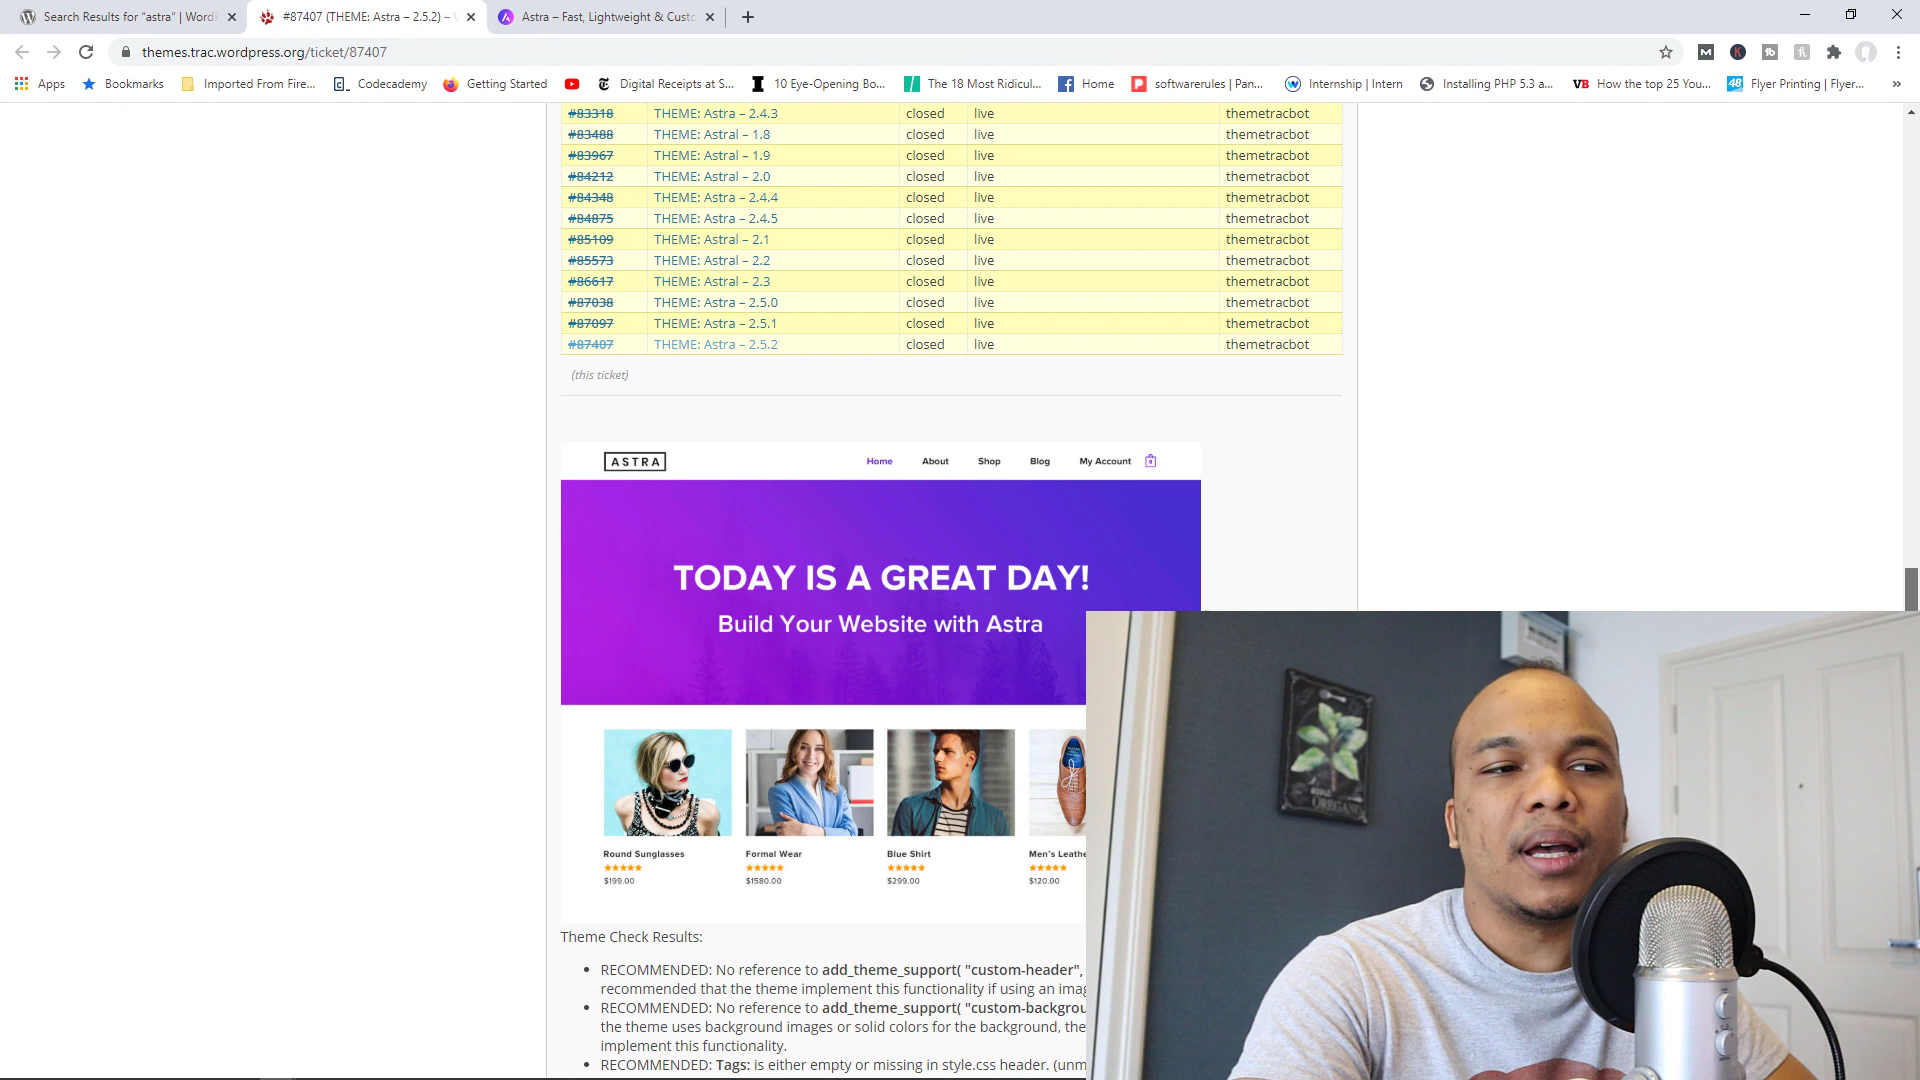 Search Results for "astra" | WordP
#87407 (THEME: Astra – 2.5.2) –
Astra – Fast, Lightweight & Custo
themes.trac.wordpress.org/ticket/87407
Apps
Bookmarks
Imported From Fire...
Codecademy
Getting Started
Digital Receipts at S...
10 Eye-Opening Bo...
The 18 Most Ridicul...
Home
softwarerules | Pan...
Internship | Intern
Installing PHP 5.3 a...
VB How the top 25 You...
Flyer Printing | Flyer...
#83318 THEME: Astra – 2.4.3 closed live themetracbot
#83488 THEME: Astral – 1.8 closed live themetracbot
#83967 THEME: Astral – 1.9 closed live themetracbot
#84212 THEME: Astral – 2.0 closed live themetracbot
#84348 THEME: Astra – 2.4.4 closed live themetracbot
#84875 THEME: Astra – 2.4.5 closed live themetracbot
#85109 THEME: Astral – 2.1 closed live themetracbot
#85573 THEME: Astral – 2.2 closed live themetracbot
#86617 THEME: Astral – 2.3 closed live themetracbot
#87038 THEME: Astra – 2.5.0 closed live themetracbot
#87097 THEME: Astra – 2.5.1 closed live themetracbot
#87407 THEME: Astra – 2.5.2 closed live themetracbot
(this ticket)
ASTRA Home About Shop Blog My Account 0
TODAY IS A GREAT DAY!
Build Your Website with Astra
Round Sunglasses Formal Wear Blue Shirt Men's Leathe
$199.00 $1580.00 $299.00 $120.00
OREGANO
Theme Check Results:
RECOMMENDED: No reference to add_theme_support( "custom-header",
recommended that the theme implement this functionality if using an imag
RECOMMENDED: No reference to add_theme_support( "custom-backgrou
the theme uses background images or solid colors for the background, the
implement this functionality.
RECOMMENDED: Tags: is either empty or missing in style.css header. (unm